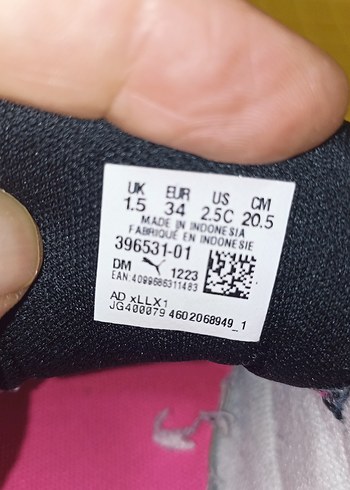 UK EUR US CM
1.5 34 2.5C 20.5
MADE IN INDONESIA
FABRIQUÉ EN INDONESIE
396531-01
DM 1223
EAN:4099686311483
AD xLLX1
JG400079 4602068949_1